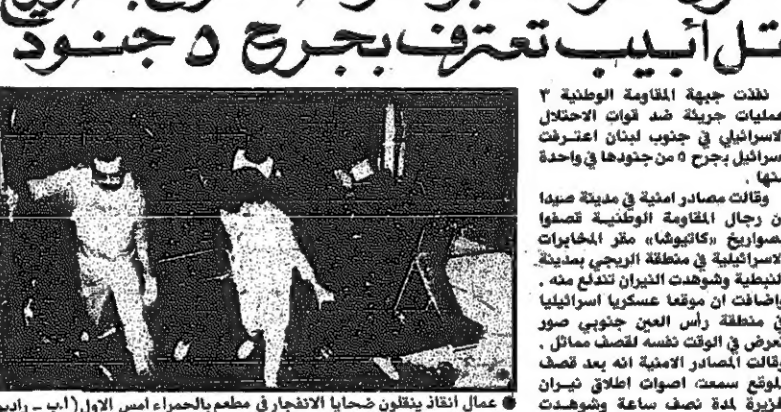 تل أبيب تعترف بجرح ٥ جنود
نفذت جبهة المقاومة الوطنية ٣
عمليات جريئة ضد قوات الاحتلال
الاسرائيلي في جنوب لبنان اعترفت
اسرائيل بجرح ٥ من جنودها في واحدة
منها .
وقالت مصادر امنية في مدينة صيدا
ان رجال المقاومة الوطنية قصفوا
بصواريخ «كاتيوشا» مقر المخابرات
الاسرائيلية في منطقة الريجي بمدينة
النبطية وشوهدت النيران تندلع منه .
واضافت ان موقعا عسكريا اسرائيليا
في منطقة رأس العين جنوبي صور
تعرض في الوقت نفسه لقصف مماثل .
وقالت المصادر الامنية انه بعد قصف
الموقع سمعت اصوات اطلاق نيران
غزيرة لمدة نصف ساعة وشوهدت
عمال انقاذ ينقلون ضحايا الانفجار في مطعم بالحمراء امس الاول (أ.ب - راديو